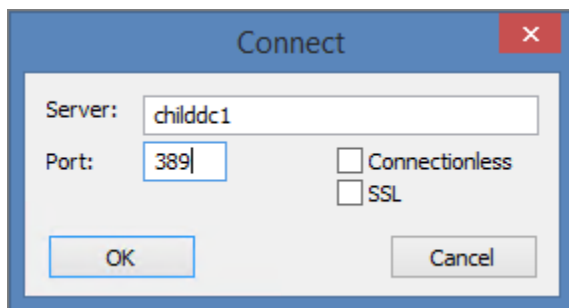 Connect
Server: childdc1
Port: 389 Connectionless
SSL
OK Cancel